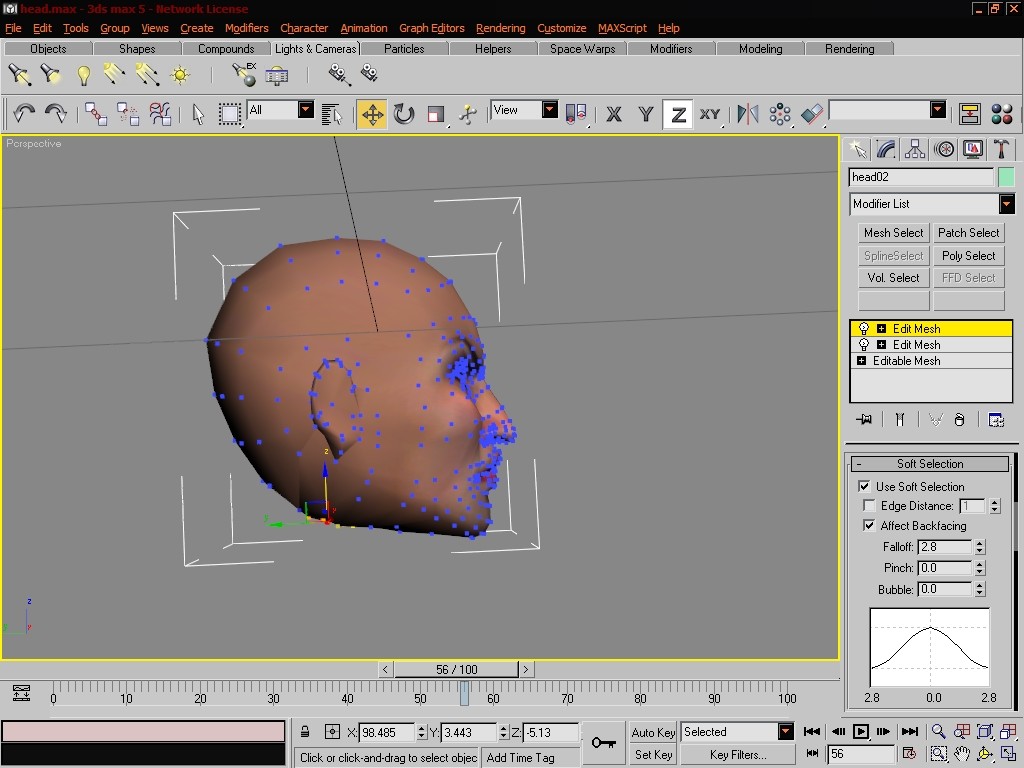 head.max - 3ds max 5 - Network License
File Edit Tools Group Views Create Modifiers Character Animation Graph Editors Rendering Customize MAXScript Help
Objects Shapes Compounds Lights & Cameras Particles Helpers Space Warps Modifiers Modeling Rendering
EX
All View X Y Z XY
Perspective
head02
Modifier List
Mesh Select Patch Select
SplineSelect Poly Select
Vol. Select FFD Select
Edit Mesh
Edit Mesh
Editable Mesh
- Soft Selection
Use Soft Selection
Edge Distance: 1
Affect Backfacing
Falloff: 2.8
Pinch: 0.0
Bubble: 0.0
2.8 0.0 2.8
z
z
y
< 56 / 100 >
0 10 20 30 40 50 60 70 80 90 100
X: 98.485 Y: 3.443 Z: -5.13 Auto Key Selected
Click or click-and-drag to select objec Add Time Tag Set Key Key Filters... 56